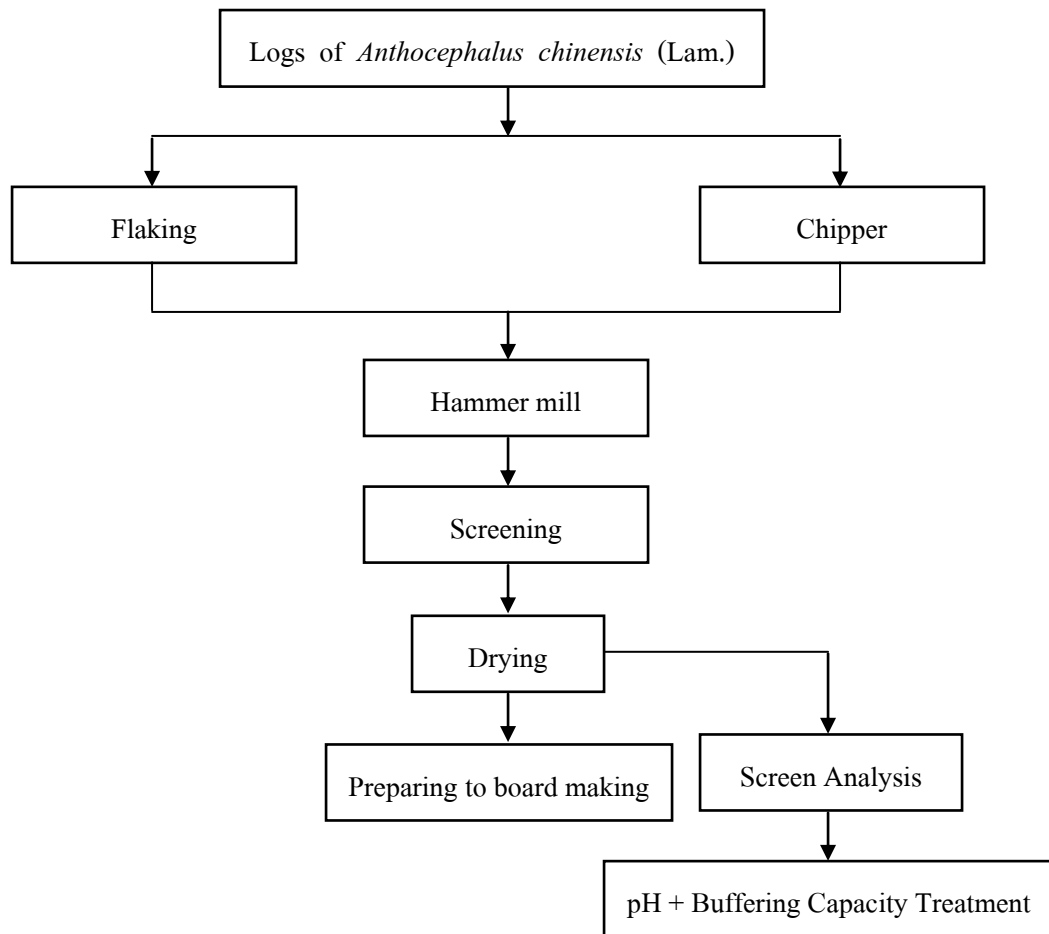 Logs of Anthocephalus chinensis (Lam.)
Flaking
Chipper
Hammer mill
Screening
Drying
Preparing to board making
Screen Analysis
pH + Buffering Capacity Treatment